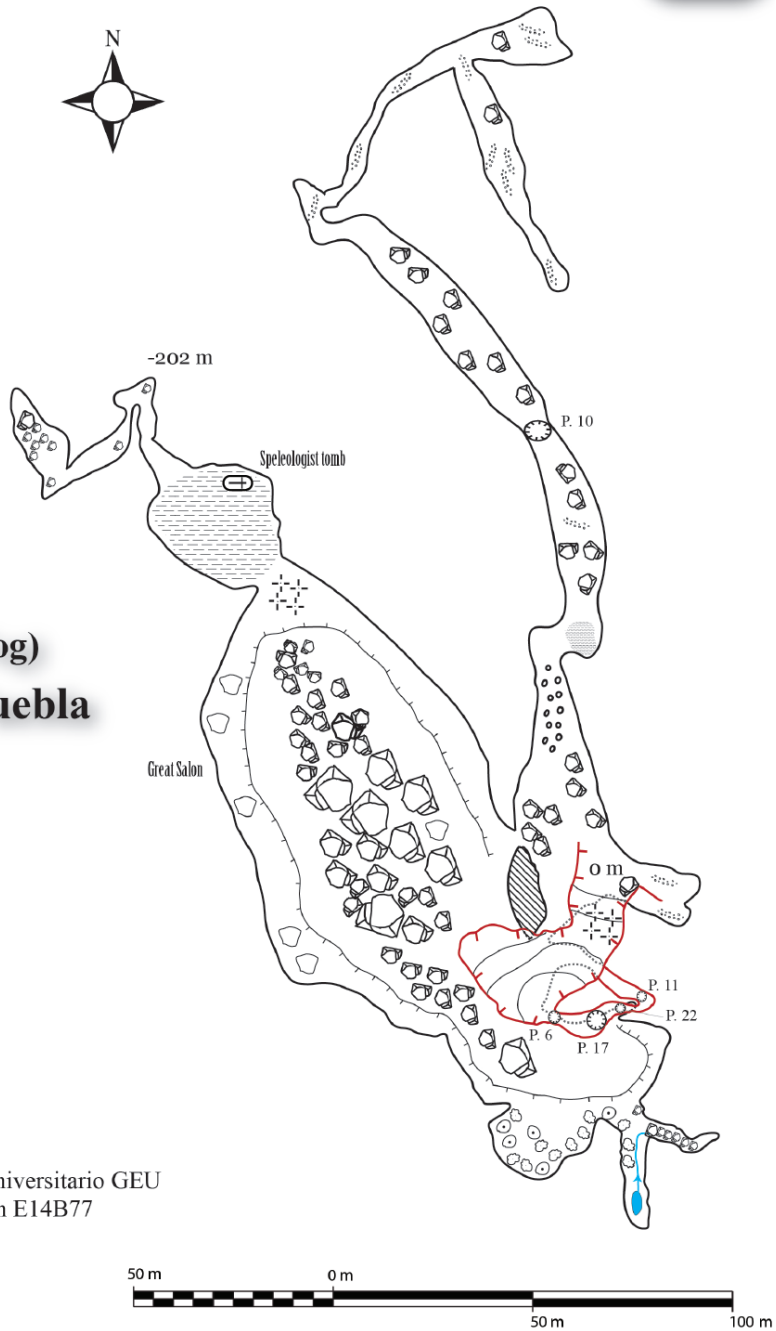 N
P. 10
-202 m
Speleologist tomb
og)
uebla
Great Salon
0 m
P. 11
P. 22
P. 6
P. 17
niversitario GEU
n E14B77
50 m
0 m
50 m
100 m